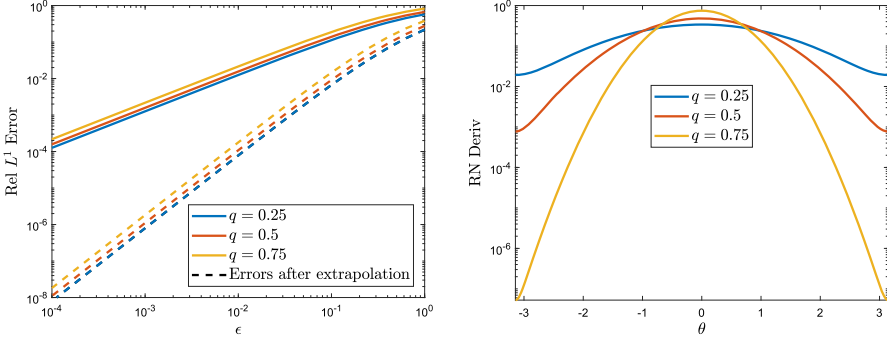 10^0
10^-2
10^-4
10^-6
10^-8
Rel L^1 Error
q = 0.25
q = 0.5
q = 0.75
Errors after extrapolation
10^-4
10^-3
10^-2
10^-1
10^0
ϵ
10^0
10^-2
10^-4
10^-6
RN Deriv
q = 0.25
q = 0.5
q = 0.75
-3
-2
-1
0
1
2
3
θ